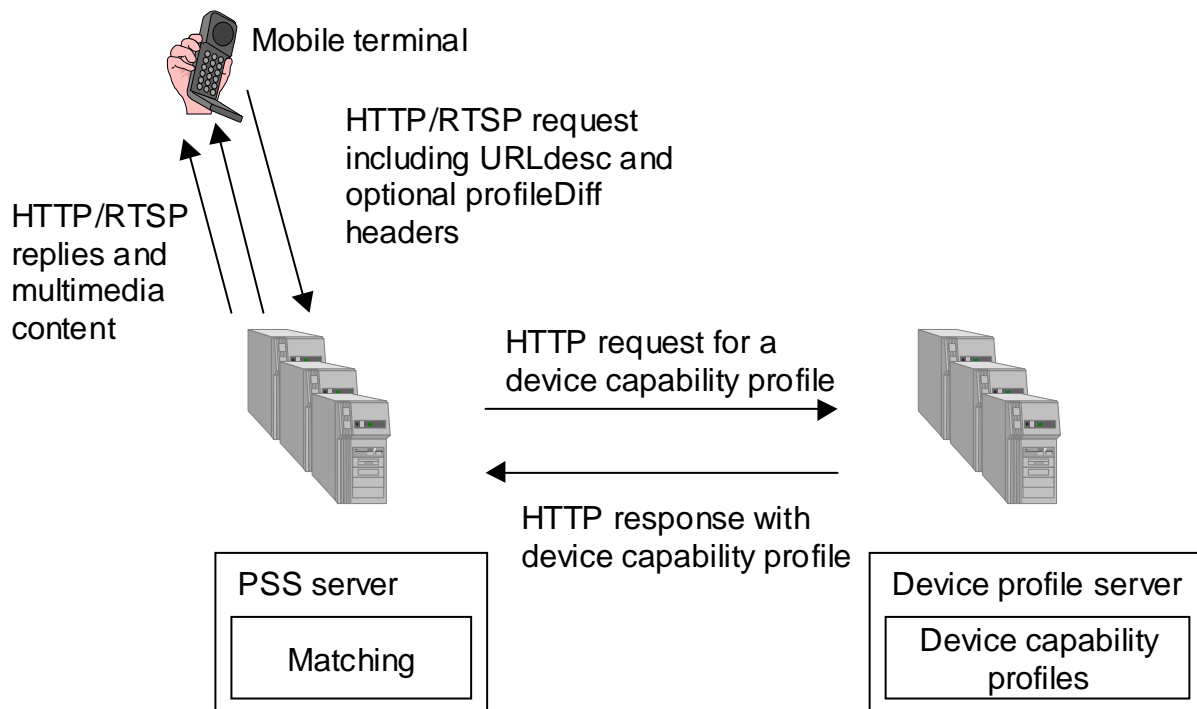 Mobile terminal
HTTP/RTSP request
including URLdesc and
optional profileDiff
headers
HTTP/RTSP
replies and
multimedia
content
HTTP request for a
device capability profile
HTTP response with
device capability profile
PSS server
Matching
Device profile server
Device capability
profiles